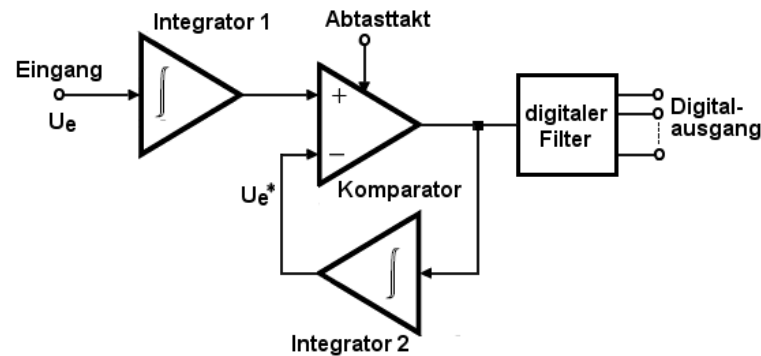 Integrator 1
Abtasttakt
Eingang
Ue
+
−
Komparator
digitaler
Filter
Digital-
ausgang
Ue*
Integrator 2